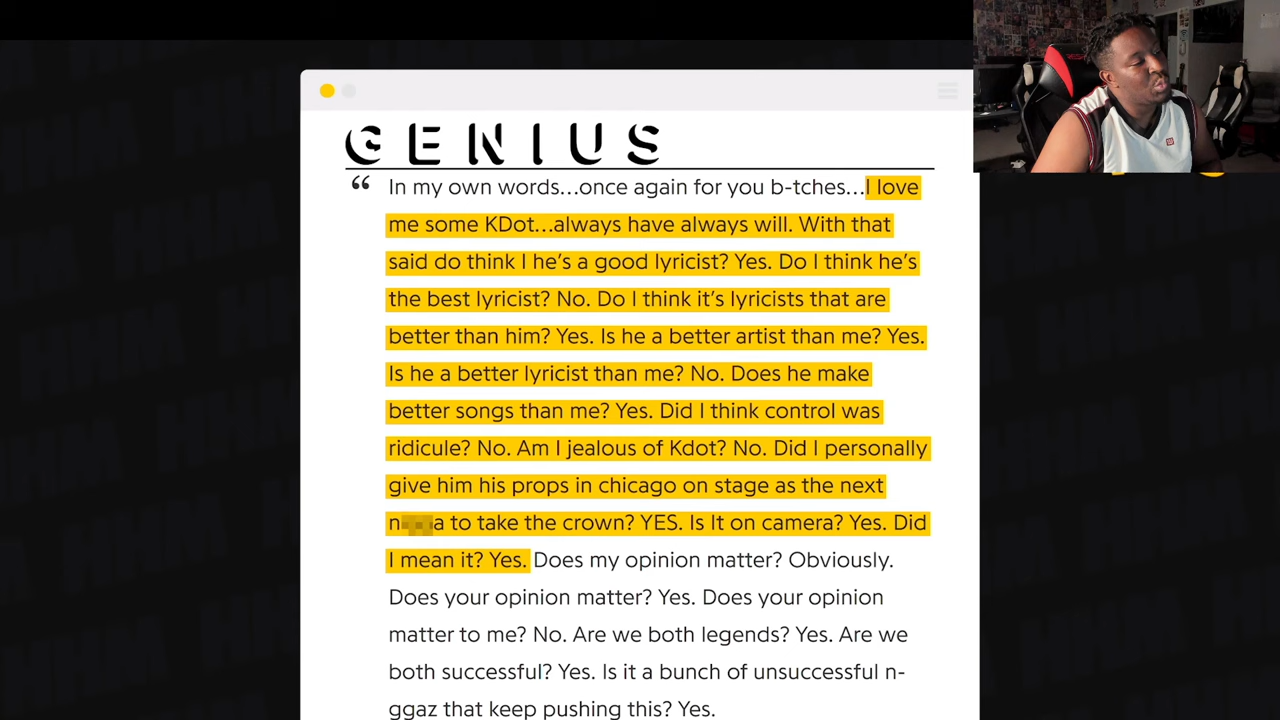 GENIUS
“ In my own words...once again for you b-tches...I love
me some KDot...always have always will. With that
said do think I he's a good lyricist? Yes. Do I think he's
the best lyricist? No. Do I think it's lyricists that are
better than him? Yes. Is he a better artist than me? Yes.
Is he a better lyricist than me? No. Does he make
better songs than me? Yes. Did I think control was
ridicule? No. Am I jealous of Kdot? No. Did I personally
give him his props in chicago on stage as the next
to take the crown? YES. Is It on camera? Yes. Did
I mean it? Yes. Does my opinion matter? Obviously.
Does your opinion matter? Yes. Does your opinion
matter to me? No. Are we both legends? Yes. Are we
both successful? Yes. Is it a bunch of unsuccessful n-
ggaz that keep pushing this? Yes.